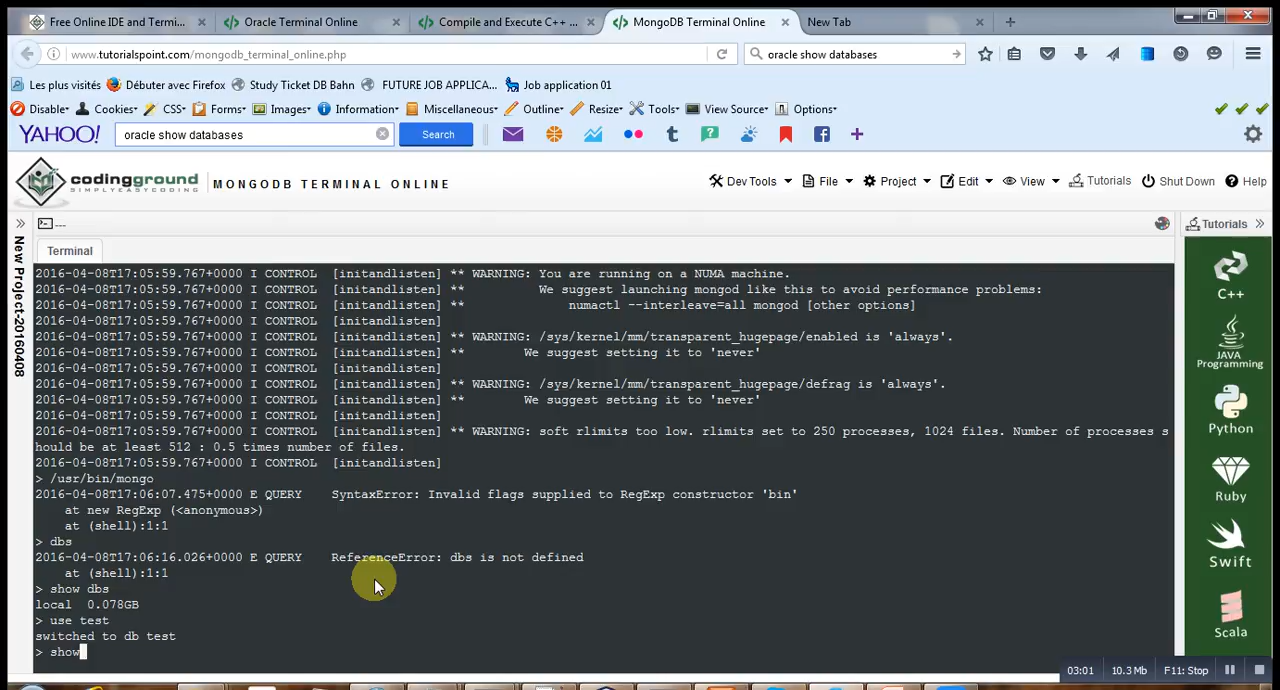 Free Online IDE and Termi...
Oracle Terminal Online
Compile and Execute C++ ...
MongoDB Terminal Online
New Tab
www.tutorialspoint.com/mongodb_terminal_online.php
oracle show databases
Les plus visités
Débuter avec Firefox
Study Ticket DB Bahn
FUTURE JOB APPLICA...
Job application 01
Disable
Cookies
CSS
Forms
Images
Information
Miscellaneous
Outline
Resize
Tools
View Source
Options
YAHOO!
oracle show databases
Search
codingground
SIMPLYEASYCODING
MONGODB TERMINAL ONLINE
Dev Tools
File
Project
Edit
View
Tutorials
Shut Down
Help
---
Tutorials
New Project-20160408
Terminal
2016-04-08T17:05:59.767+0000 I CONTROL  [initandlisten] ** WARNING: You are running on a NUMA machine.
2016-04-08T17:05:59.767+0000 I CONTROL  [initandlisten] **          We suggest launching mongod like this to avoid performance problems:
2016-04-08T17:05:59.767+0000 I CONTROL  [initandlisten] **              numactl --interleave=all mongod [other options]
2016-04-08T17:05:59.767+0000 I CONTROL  [initandlisten]
2016-04-08T17:05:59.767+0000 I CONTROL  [initandlisten] ** WARNING: /sys/kernel/mm/transparent_hugepage/enabled is 'always'.
2016-04-08T17:05:59.767+0000 I CONTROL  [initandlisten] **        We suggest setting it to 'never'
2016-04-08T17:05:59.767+0000 I CONTROL  [initandlisten]
2016-04-08T17:05:59.767+0000 I CONTROL  [initandlisten] ** WARNING: /sys/kernel/mm/transparent_hugepage/defrag is 'always'.
2016-04-08T17:05:59.767+0000 I CONTROL  [initandlisten] **        We suggest setting it to 'never'
2016-04-08T17:05:59.767+0000 I CONTROL  [initandlisten]
2016-04-08T17:05:59.767+0000 I CONTROL  [initandlisten] ** WARNING: soft rlimits too low. rlimits set to 250 processes, 1024 files. Number of processes s
hould be at least 512 : 0.5 times number of files.
2016-04-08T17:05:59.767+0000 I CONTROL  [initandlisten]
> /usr/bin/mongo
2016-04-08T17:06:07.475+0000 E QUERY    SyntaxError: Invalid flags supplied to RegExp constructor 'bin'
    at new RegExp (<anonymous>)
    at (shell):1:1
> dbs
2016-04-08T17:06:16.026+0000 E QUERY    ReferenceError: dbs is not defined
    at (shell):1:1
> show dbs
local  0.078GB
> use test
switched to db test
> show
C++
JAVA
Programming
Python
Ruby
Swift
Scala
03:01
10.3 Mb
F11: Stop